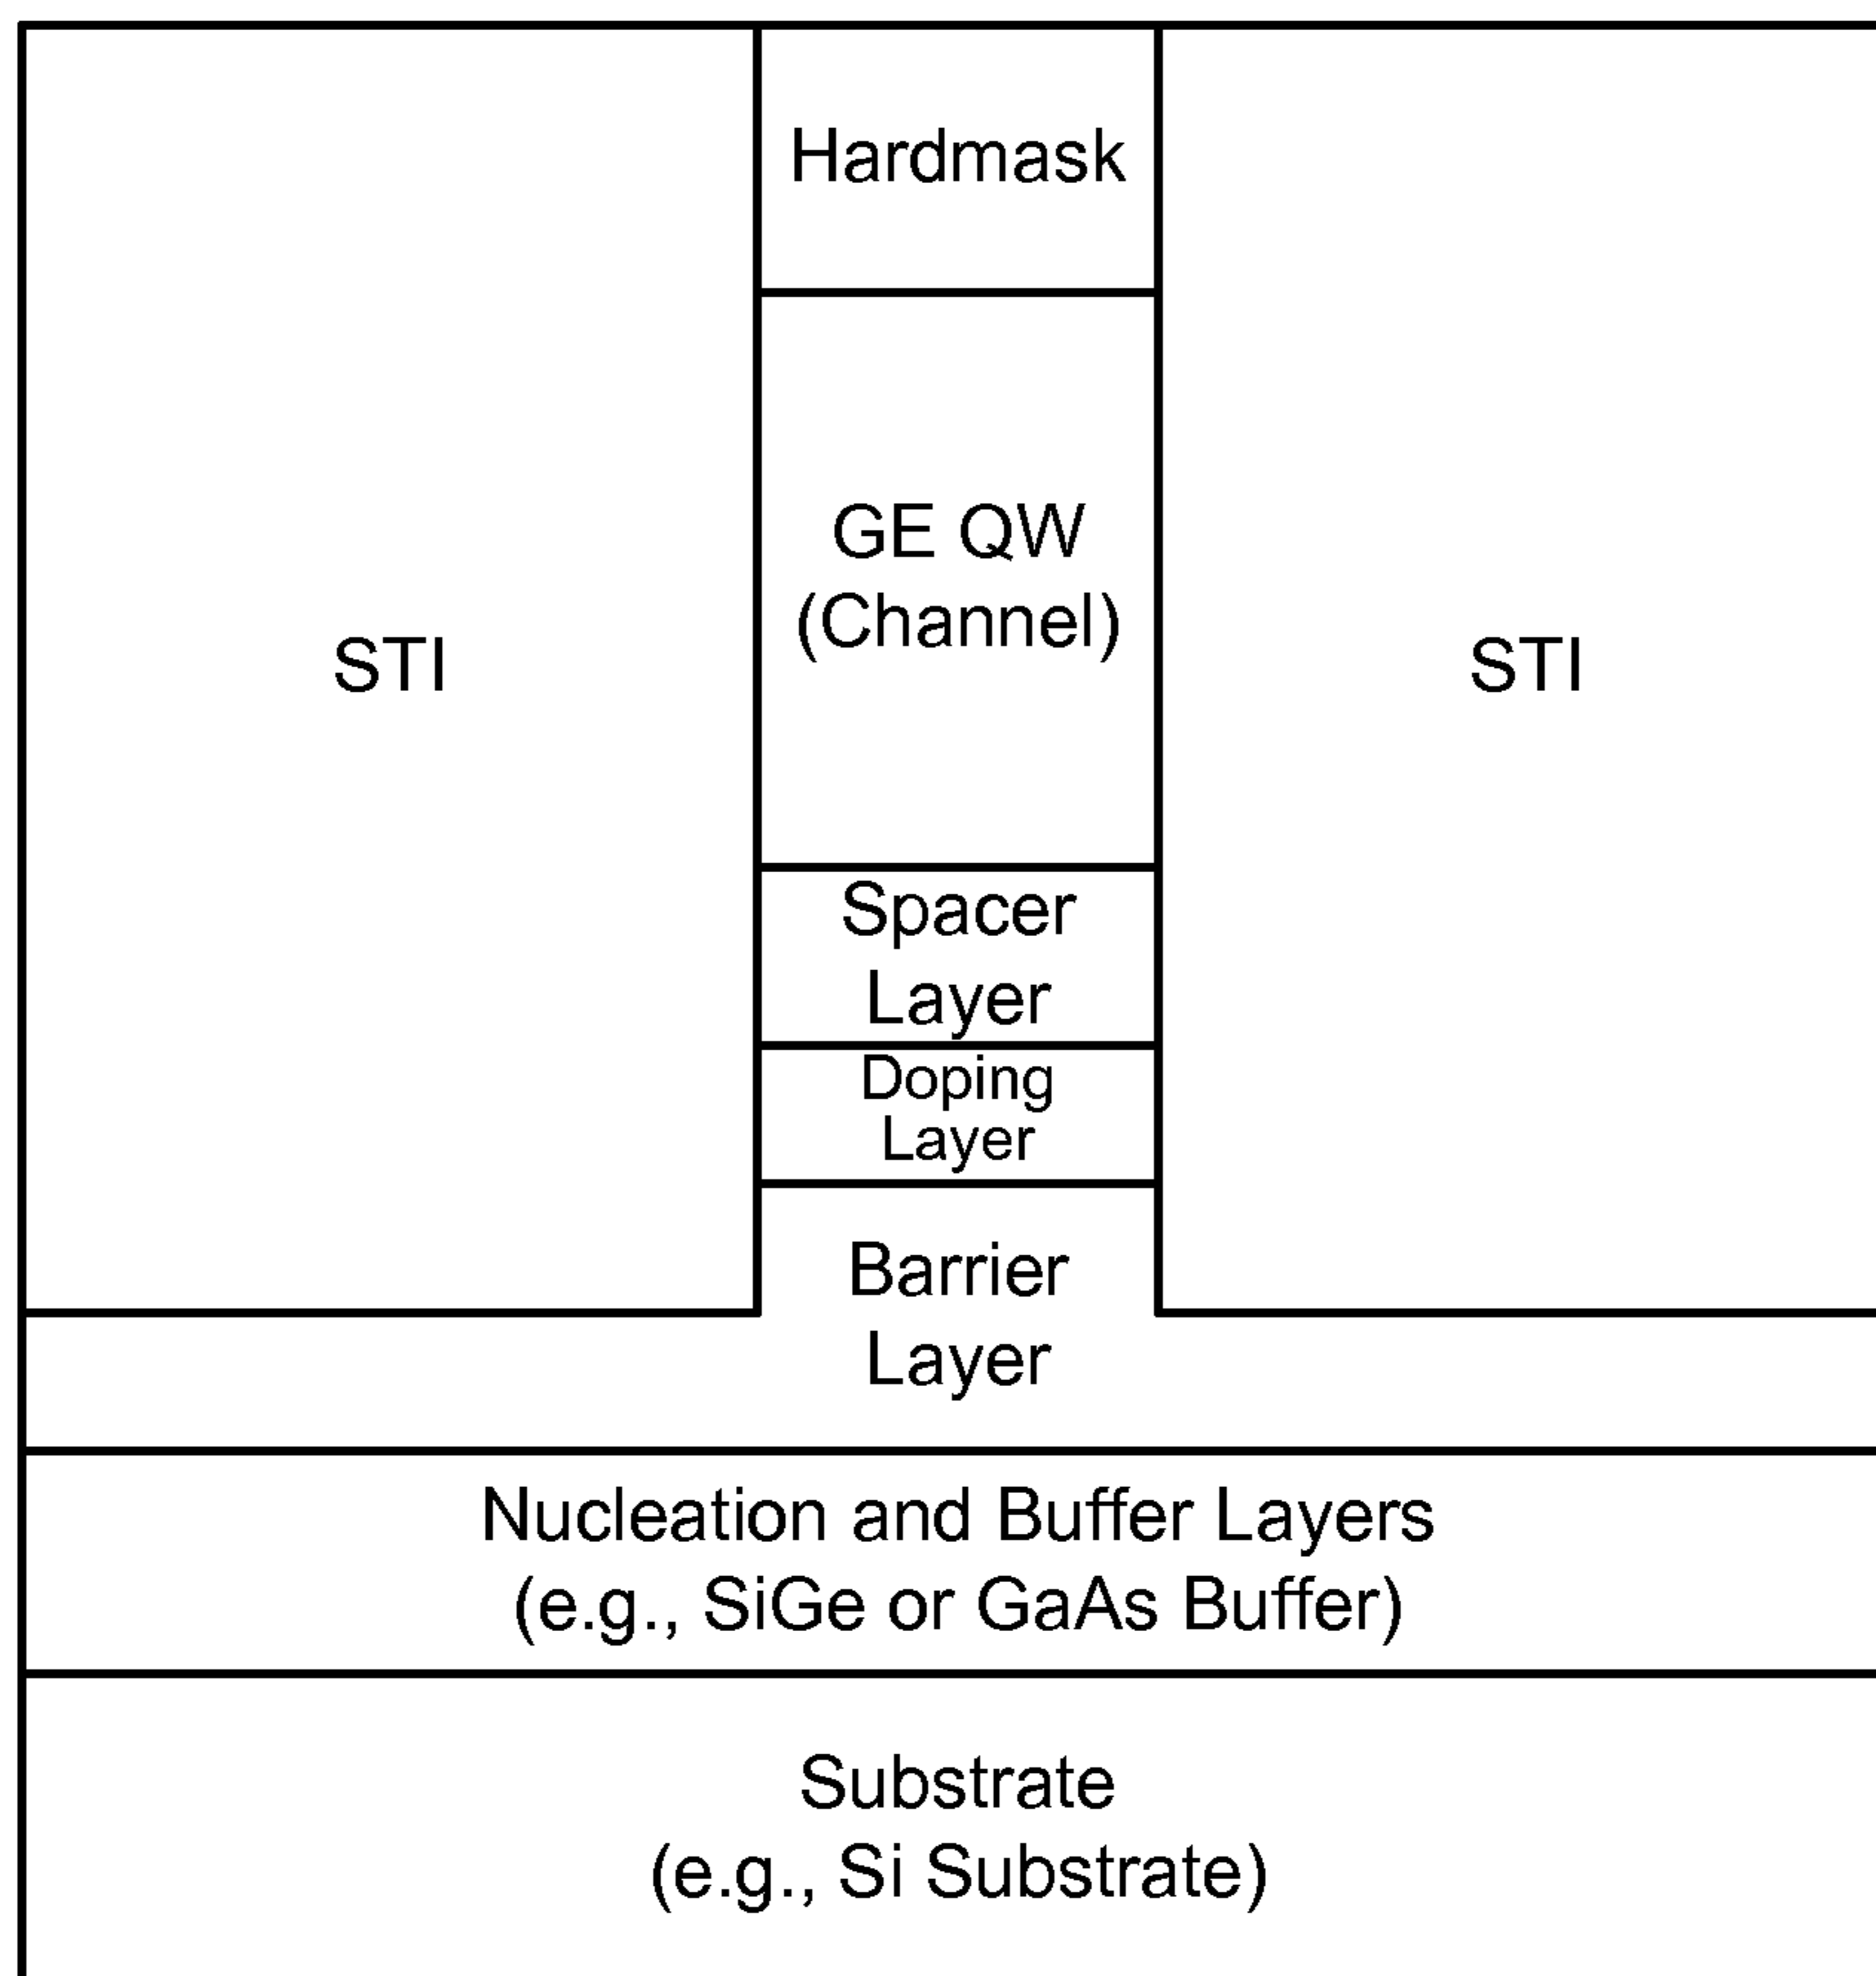 Hardmask
GE QW
(Channel)
STI
STI
Spacer
Layer
Doping
Layer
Barrier
Layer
Nucleation and Buffer Layers
(e.g., SiGe or GaAs Buffer)
Substrate
(e.g., Si Substrate)